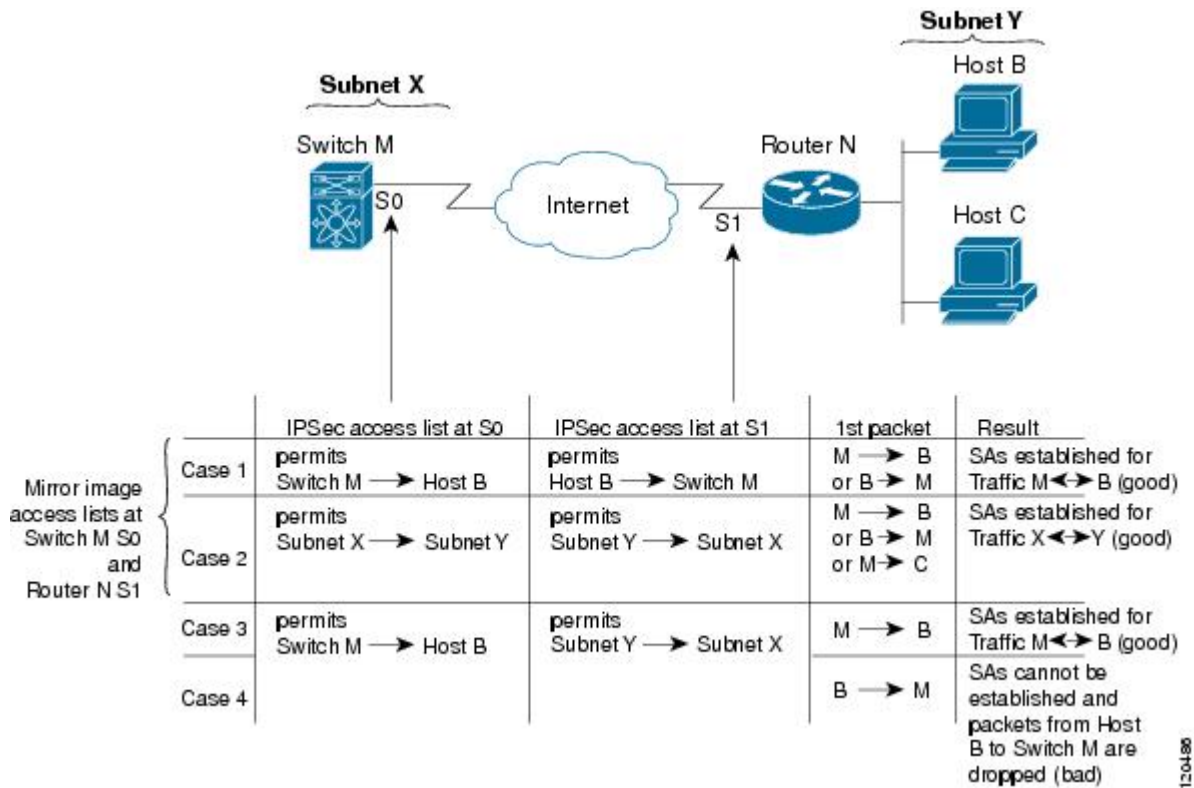 Subnet Y
Host B
Subnet X
Switch M
Router N
S0
Internet
S1
Host C
IPSec access list at S0
IPSec access list at S1
1st packet
Result
Mirror image
access lists at
Switch M S0
and
Router N S1
Case 1
permits
Switch M Host B
permits
Host B Switch M
M B
or B M
SAs established for
Traffic M B (good)
Case 2
permits
Subnet X Subnet Y
permits
Subnet Y Subnet X
M B
or B M
or M C
SAs established for
Traffic X Y (good)
Case 3
permits
Switch M Host B
permits
Subnet Y Subnet X
M B
SAs established for
Traffic M B (good)
Case 4
B M
SAs cannot be
established and
packets from Host
B to Switch M are
dropped (bad)
120486